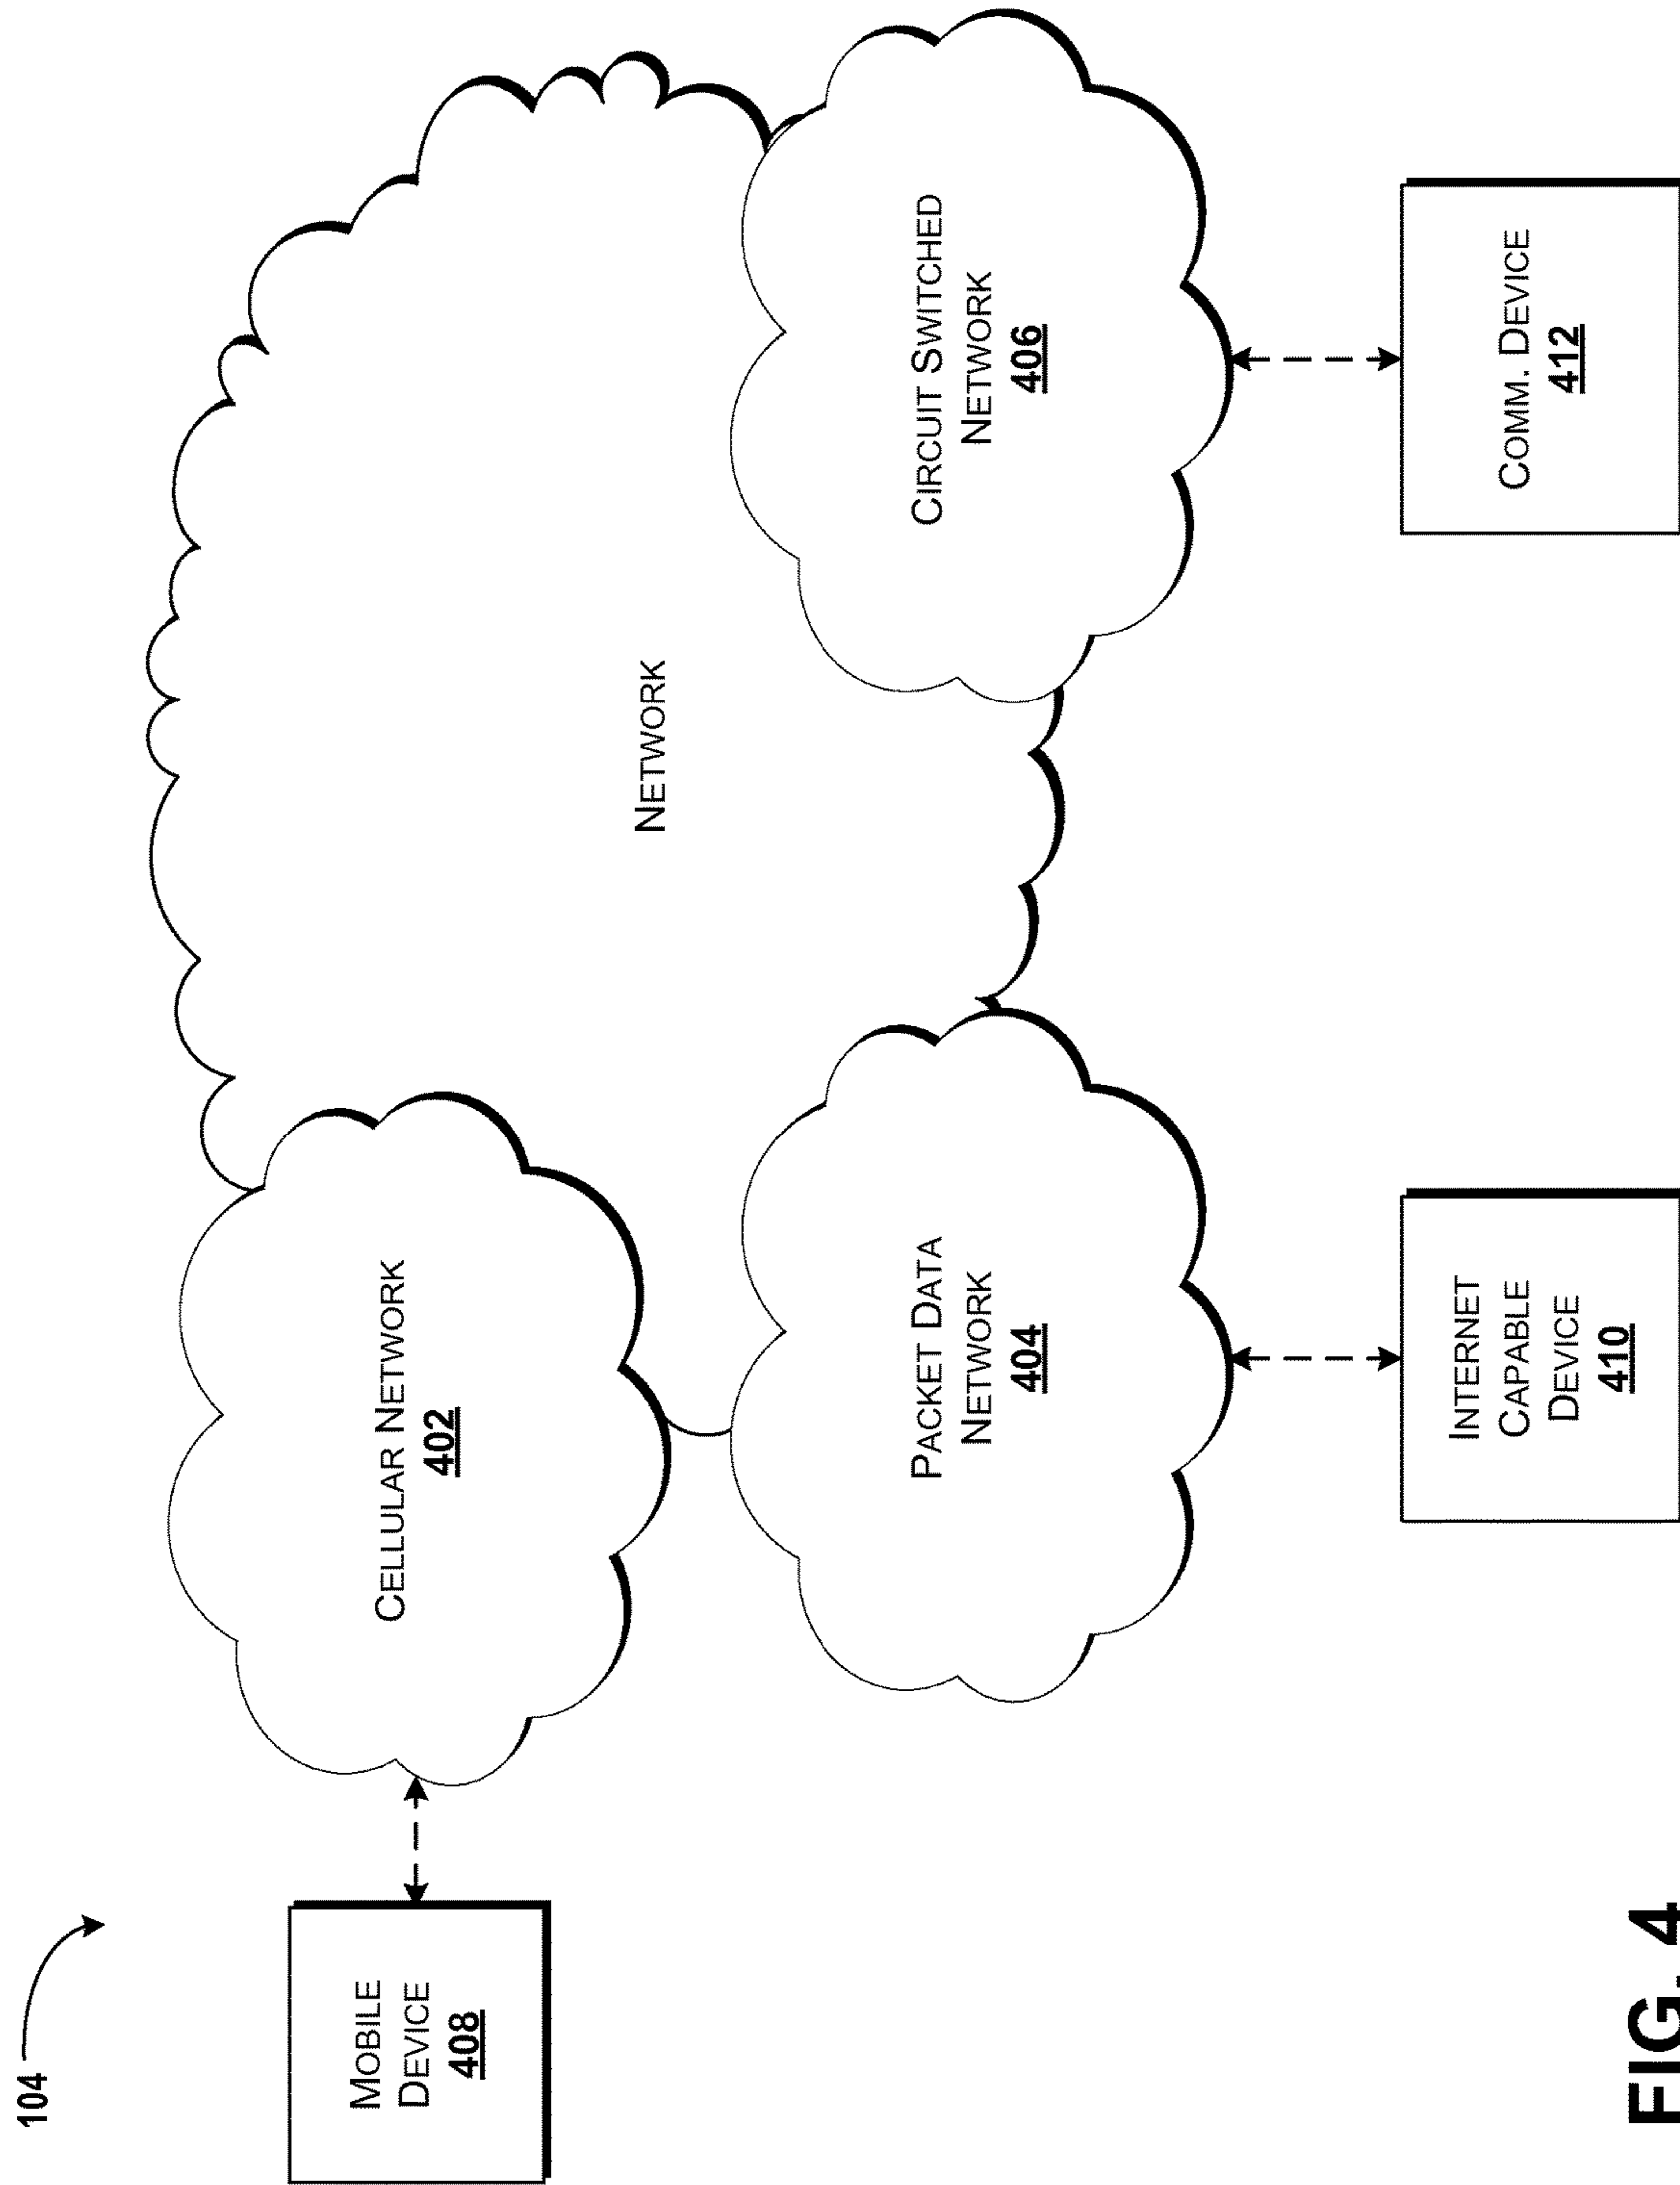 104
MOBILE
DEVICE
408
CELLULAR NETWORK
402
NETWORK
PACKET DATA
NETWORK
404
CIRCUIT SWITCHED
NETWORK
406
INTERNET
CAPABLE
DEVICE
410
COMM. DEVICE
412
FIG. 4